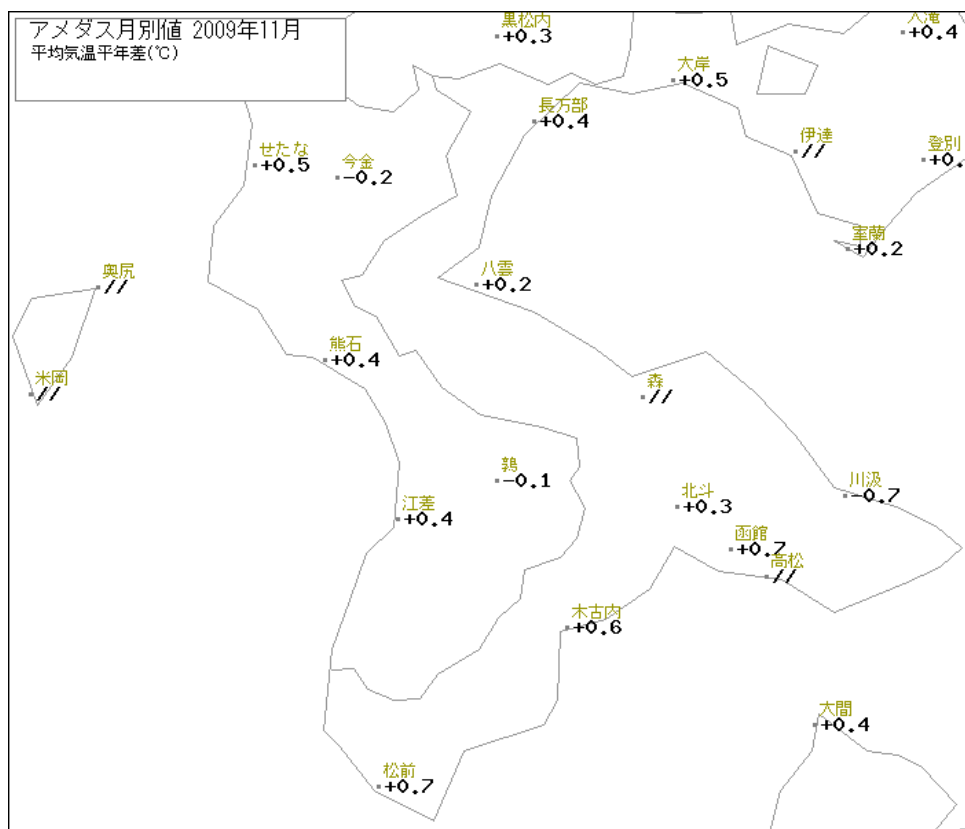 アメダス月別値 2009年11月
平均気温平年差(℃)
黒松内
+0.3
+0.4
大岸
+0.5
長万部
+0.4
伊達
//
登別
+0.
せたな
+0.5
今金
-0.2
室蘭
+0.2
奥尻
//
八雲
+0.2
熊石
+0.4
米岡
//
森
//
鶉
-0.1
川汲
-0.7
江差
+0.4
北斗
+0.3
函館
+0.7
高松
//
木古内
+0.6
大間
+0.4
松前
+0.7